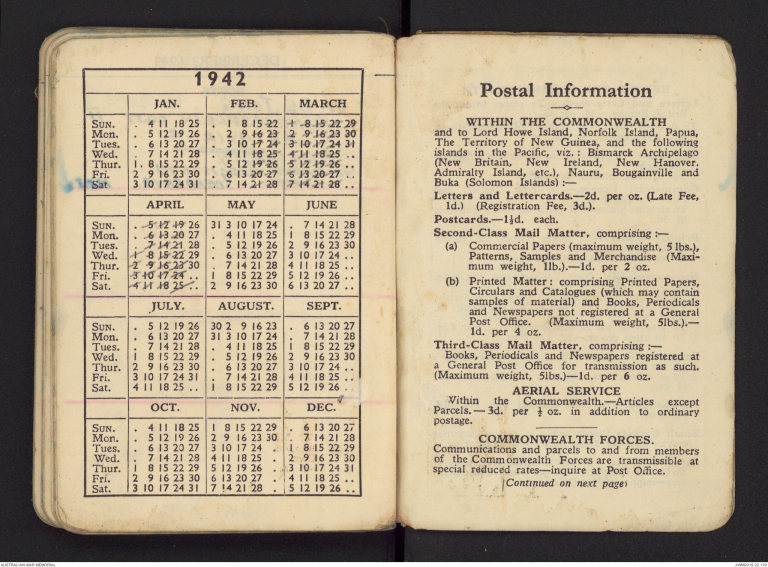 1942
JAN. FEB. MARCH
SUN. . 4 11 18 25 . 1 8 15 22 1 8 15 22 29
Mon. . 5 12 19 26 . 2 9 16 23 2 9 16 23 30
Tues. . 6 13 20 27 . 3 10 17 24 3 10 17 24 31
Wed. . 7 14 21 28 . 4 11 18 25 4 11 18 25 . .
Thur. 1 8 15 22 29 . 5 12 19 26 5 12 19 26 . .
Fri. 2 9 16 23 30 . 6 13 20 27 6 13 20 27 . .
Sat 3 10 17 24 31 . 7 14 21 28 7 14 21 28 . .
APRIL MAY JUNE
SUN. . 5 12 19 26 31 3 10 17 24 . 7 14 21 28
Mon. . 6 13 20 27 . 4 11 18 25 1 8 15 22 29
Tues. . 7 14 21 28 . 5 12 19 26 2 9 16 23 30
Wed. 1 8 15 22 29 . 6 13 20 27 3 10 17 24 . .
Thur. 2 9 16 23 30 . 7 14 21 28 4 11 18 25 . .
Fri. 3 10 17 24 . . 1 8 15 22 29 5 12 19 26 . .
Sat. 4 11 18 25 . . 2 9 16 23 30 6 13 20 27 . .
JULY. AUGUST. SEPT.
SUN. . 5 12 19 26 30 2 9 16 23 . 6 13 20 27
Mon. . 6 13 20 27 31 3 10 17 24 . 7 14 21 28
Tues. . 7 14 21 28 . 4 11 18 25 1 8 15 22 29
Wed. 1 8 15 22 29 . 5 12 19 26 2 9 16 23 30
Thur. 2 9 16 23 30 . 6 13 20 27 3 10 17 24 . .
Fri. 3 10 17 24 31 . 7 14 21 28 4 11 18 25 . .
Sat. 4 11 18 25 . . 1 8 15 22 29 5 12 19 26 . .
OCT. NOV. DEC.
SUN. . 4 11 18 25 1 8 15 22 29 . 6 13 20 27
Mon. . 5 12 19 26 2 9 16 23 30 . 7 14 21 28
Tues. . 6 13 20 27 3 10 17 24 . 1 8 15 22 29
Wed. . 7 14 21 28 4 11 18 25 . 2 9 16 23 30
Thur. 1 8 15 22 29 5 12 19 26 . . 3 10 17 24 31
Fri. 2 9 16 23 30 6 13 20 27 . 4 11 18 25 . .
Sat. 3 10 17 24 31 7 14 21 28 . 5 12 19 26 . .
Postal Information
WITHIN THE COMMONWEALTH
and to Lord Howe Island, Norfolk Island, Papua,
The Territory of New Guinea, and the following
islands in the Pacific, viz. : Bismarck Archipelago
(New Britain, New Ireland, New Hanover.
Admiralty Island, etc.), Nauru, Bougainville and
Buka (Solomon Islands) :—
Letters and Lettercards.—2d. per oz. (Late Fee,
1d.) (Registration Fee, 3d.).
Postcards.—1½d. each.
Second-Class Mail Matter, comprising :—
(a) Commercial Papers (maximum weight, 5 lbs.),
Patterns, Samples and Merchandise (Maxi-
mum weight, 1lb.).—1d. per 2 oz.
(b) Printed Matter : comprising Printed Papers,
Circulars and Catalogues (which may contain
samples of material) and Books, Periodicals
and Newspapers not registered at a General
Post Office. (Maximum weight, 5lbs.).—
1d. per 4 oz.
Third-Class Mail Matter, comprising :—
Books, Periodicals and Newspapers registered at
a General Post Office for transmission as such.
(Maximum weight, 5lbs.)—1d. per 6 oz.
AERIAL SERVICE
Within the Commonwealth.—Articles except
Parcels.—3d. per ½ oz. in addition to ordinary
postage.
COMMONWEALTH FORCES.
Communications and parcels to and from members
of the Commonwealth Forces are transmissible at
special reduced rates—inquire at Post Office.
(Continued on next page)
AUSTRALIAN WAR MEMORIAL